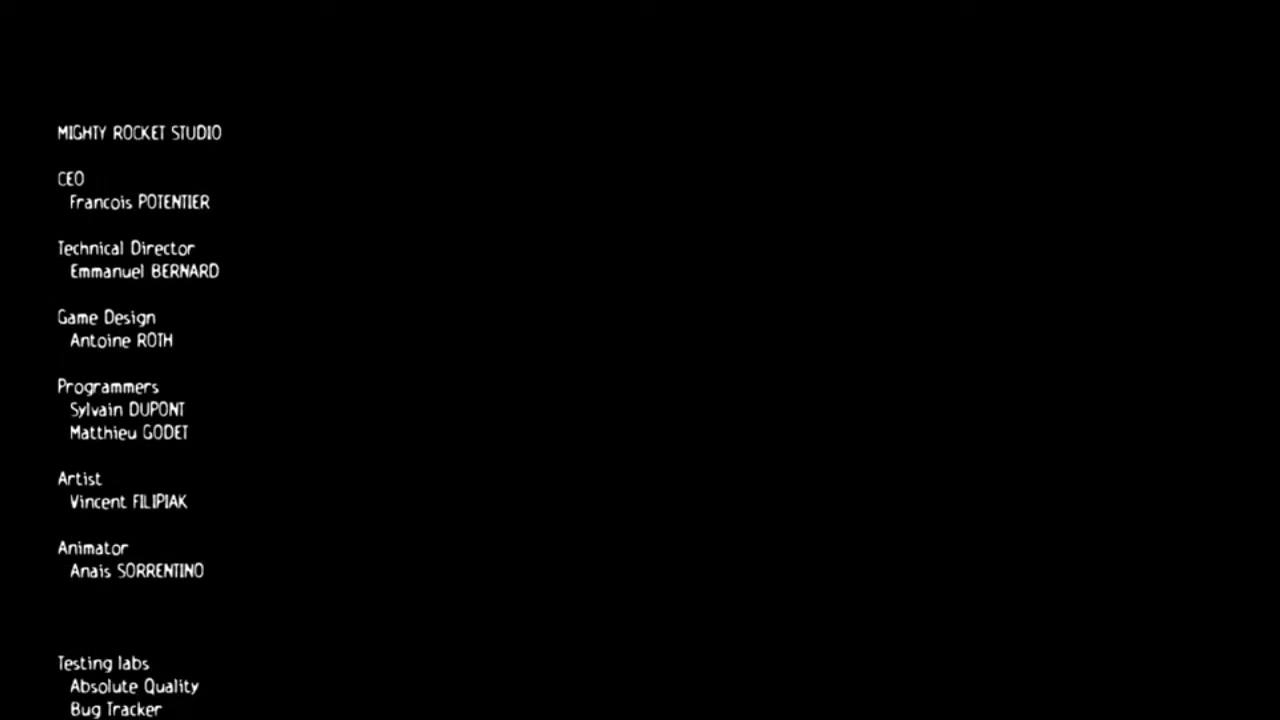 MIGHTY ROCKET STUDIO
CEO
Francois POTENTIER
Technical Director
Emmanuel BERNARD
Game Design
Antoine ROTH
Programmers
Sylvain DUPONT
Matthieu GODET
Artist
Vincent FILIPIAK
Animator
Anais SORRENTINO
Testing labs
Absolute Quality
Bug Tracker